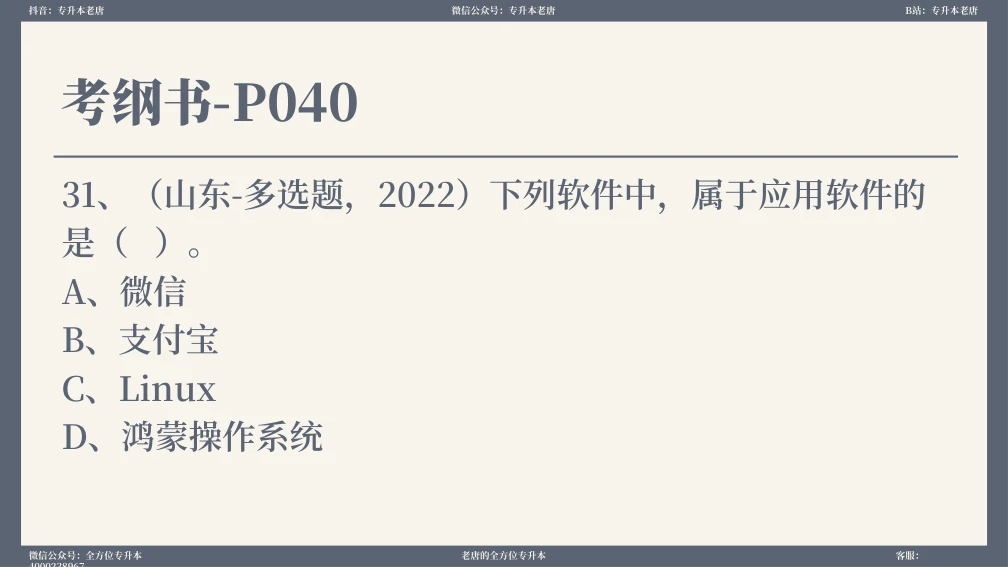 抖音：专升本老唐
微信公众号：专升本老唐
B站：专升本老唐
考纲书-P040
31、（山东-多选题，2022）下列软件中，属于应用软件的
是（  ）。
A、微信
B、支付宝
C、Linux
D、鸿蒙操作系统
微信公众号：全方位专升本
老唐的全方位专升本
客服：
4000238967